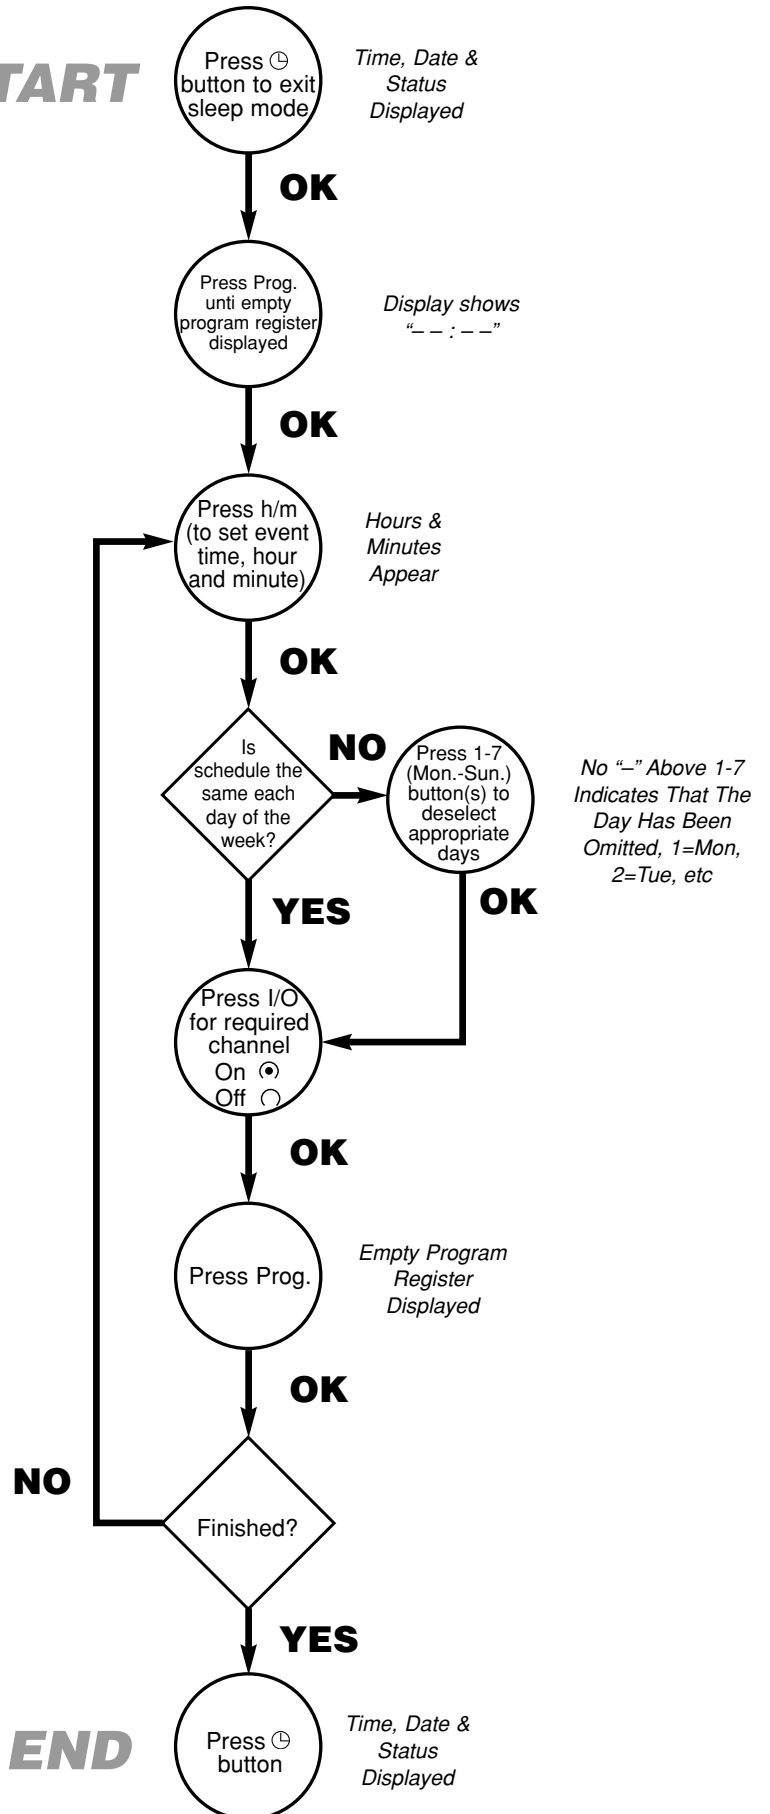 TART
Press
button to exit
sleep mode
Time, Date &
Status
Displayed
OK
Press Prog.
unti empty
program register
displayed
Display shows
“– – : – –”
OK
Press h/m
(to set event
time, hour
and minute)
Hours &
Minutes
Appear
OK
Is
schedule the
same each
day of the
week?
NO
Press 1-7
(Mon.-Sun.)
button(s) to
deselect
appropriate
days
No “–” Above 1-7
Indicates That The
Day Has Been
Omitted, 1=Mon,
2=Tue, etc
YES
OK
Press I/O
for required
channel
On
Off
OK
Press Prog.
Empty Program
Register
Displayed
OK
NO
Finished?
YES
END
Press
button
Time, Date &
Status
Displayed